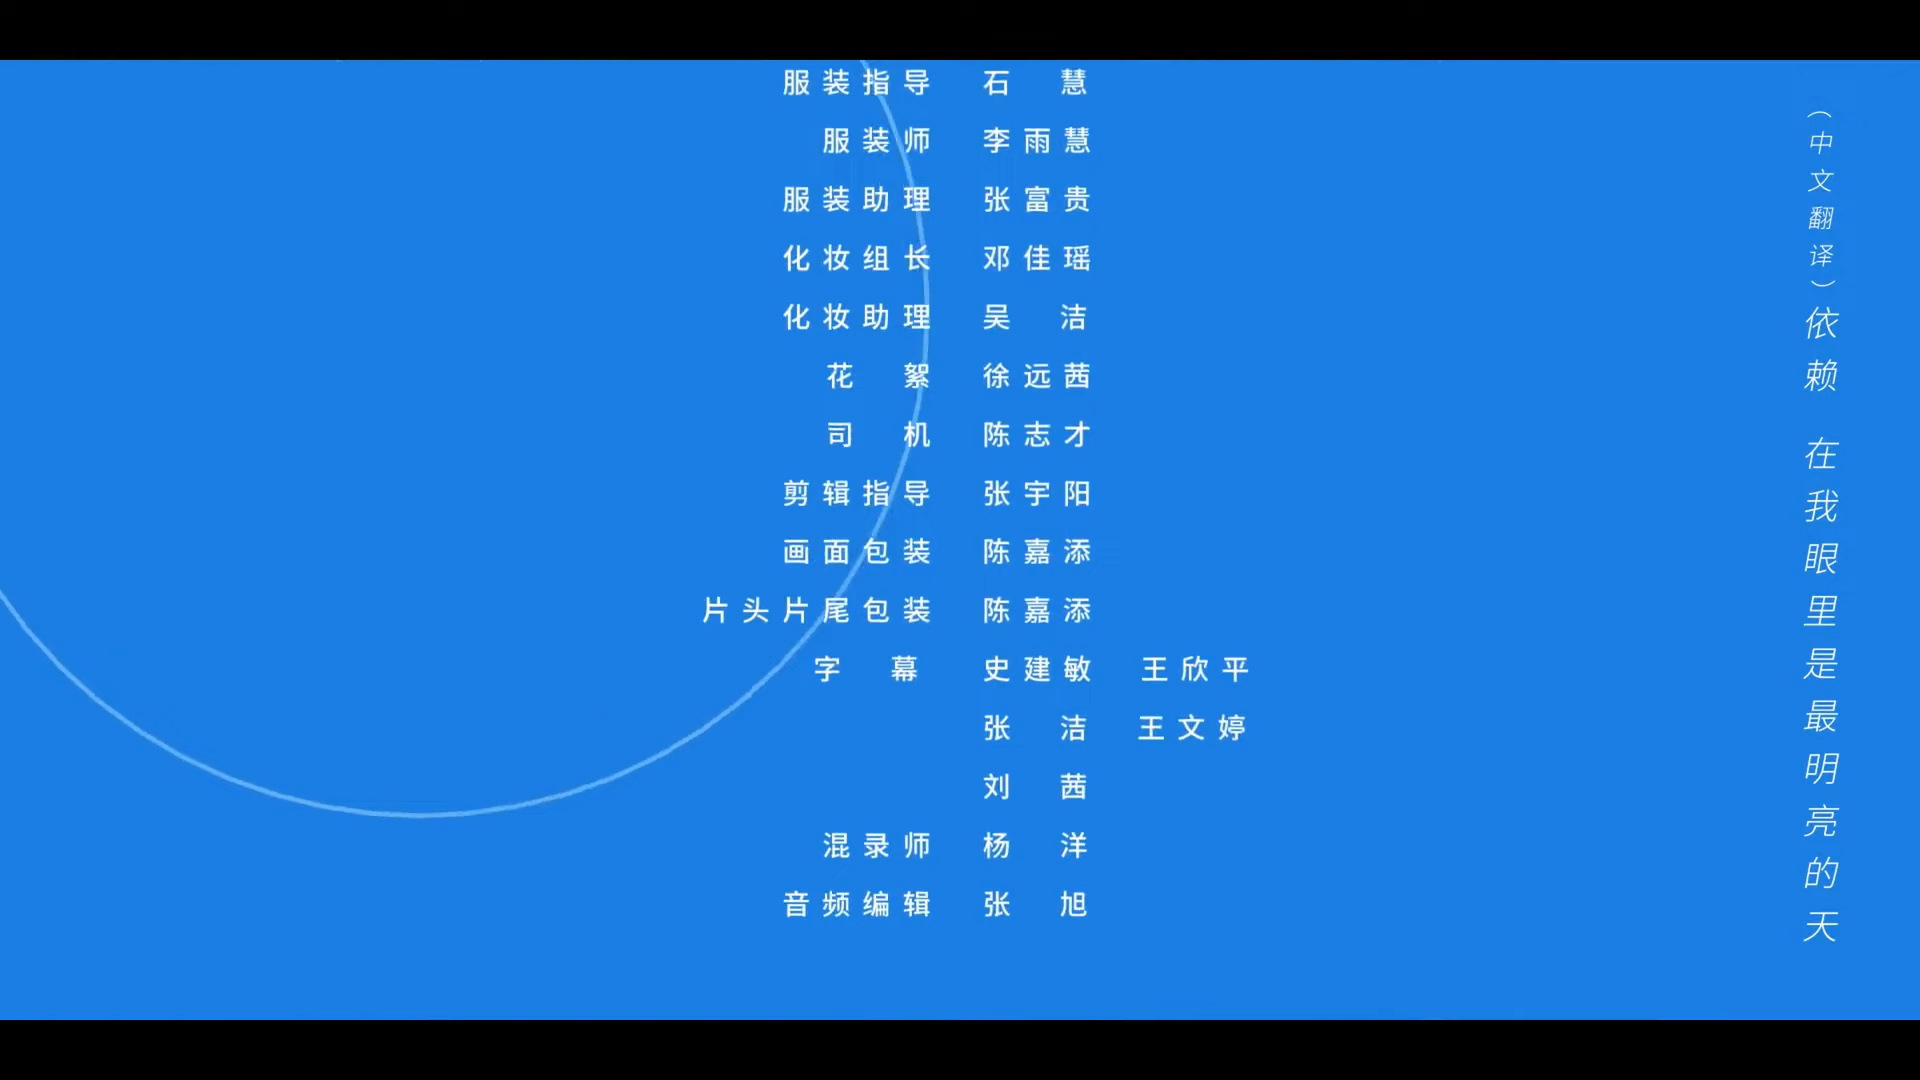 服装指导 石慧
服装师 李雨慧
服装助理 张富贵
化妆组长 邓佳瑶
化妆助理 吴洁
花絮 徐远茜
司机 陈志才
剪辑指导 张宇阳
画面包装 陈嘉添
片头片尾包装 陈嘉添
字幕 史建敏 王欣平
张洁 王文婷
刘茜
混录师 杨洋
音频编辑 张旭
（中文翻译）依赖 在我眼里是最明亮的天